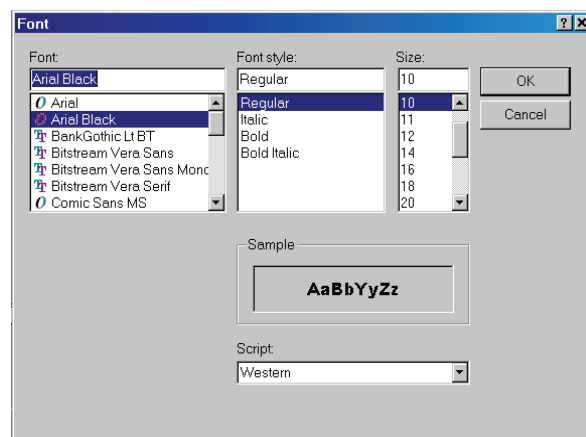 Font
Font:
Arial Black
Arial
Arial Black
BankGothic Lt BT
Bitstream Vera Sans
Bitstream Vera Sans Mono
Bitstream Vera Serif
Comic Sans MS
Font style:
Regular
Regular
Italic
Bold
Bold Italic
Size:
10
10
11
12
14
16
18
20
OK
Cancel
Sample
AaBbYyZz
Script:
Western